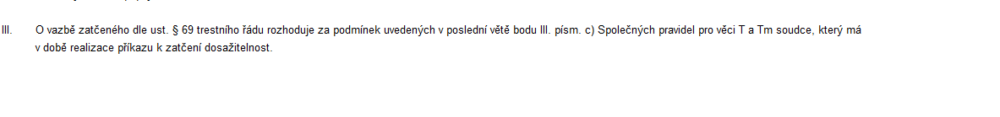 III. O vazbě zatčeného dle ust. § 69 trestního řádu rozhoduje za podmínek uvedených v poslední větě bodu III. písm. c) Společných pravidel pro věci T a Tm soudce, který má
v době realizace příkazu k zatčení dosažitelnost.